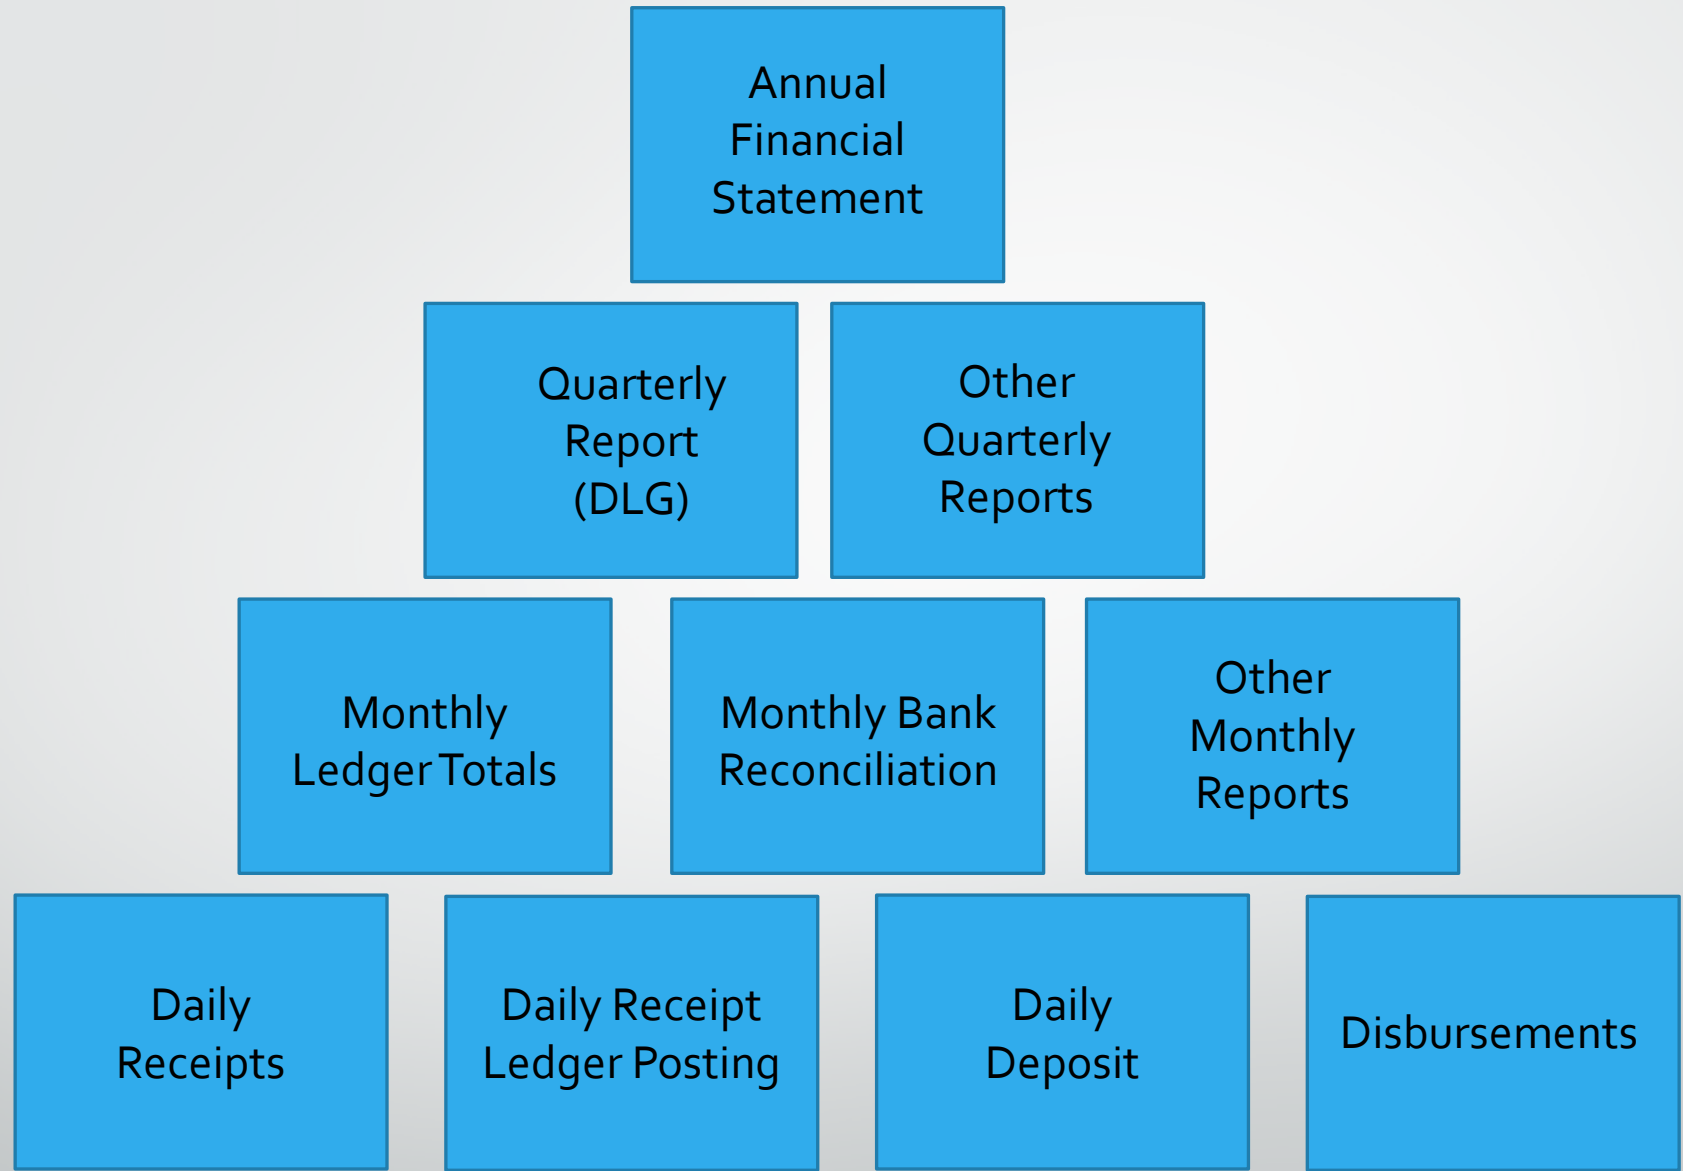 Annual
Financial
Statement
Quarterly
Report
(DLG)
Other
Quarterly
Reports
Monthly
Ledger Totals
Monthly Bank
Reconciliation
Other
Monthly
Reports
Daily
Receipts
Daily Receipt
Ledger Posting
Daily
Deposit
Disbursements